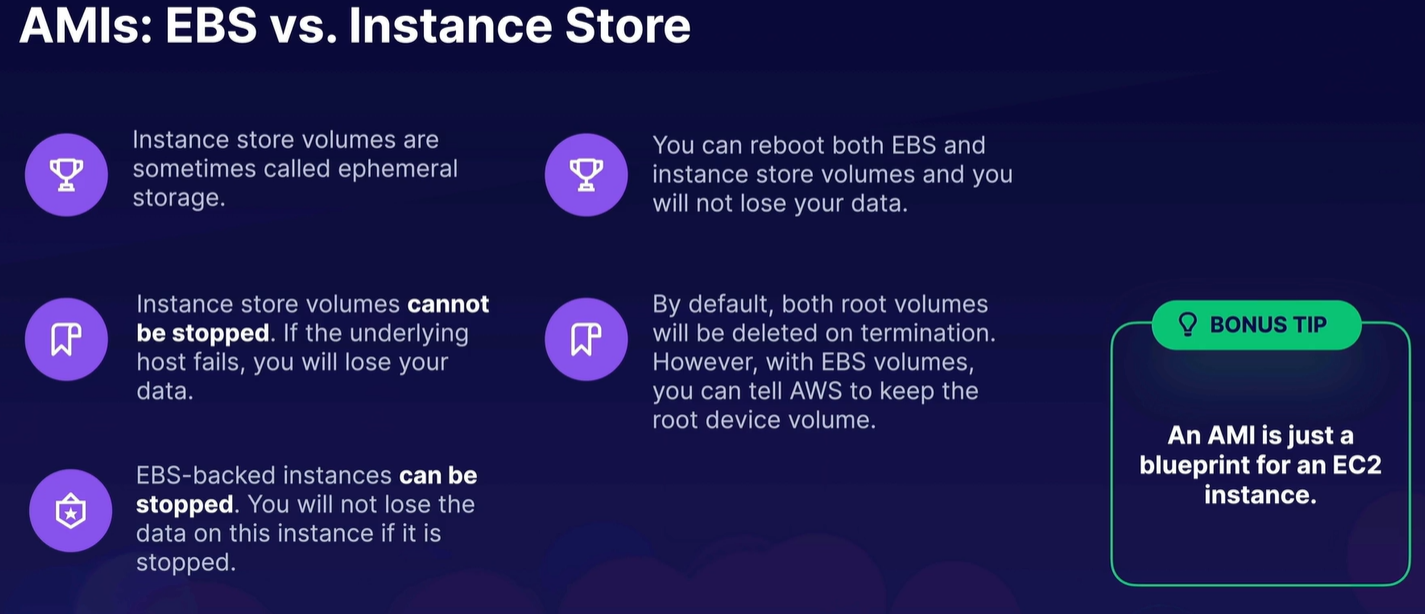 AMIs: EBS vs. Instance Store
Instance store volumes are
sometimes called ephemeral
storage.
You can reboot both EBS and
instance store volumes and you
will not lose your data.
Instance store volumes cannot
be stopped. If the underlying
host fails, you will lose your
data.
By default, both root volumes
will be deleted on termination.
However, with EBS volumes,
you can tell AWS to keep the
root device volume.
EBS-backed instances can be
stopped. You will not lose the
data on this instance if it is
stopped.
BONUS TIP
An AMI is just a
blueprint for an EC2
instance.